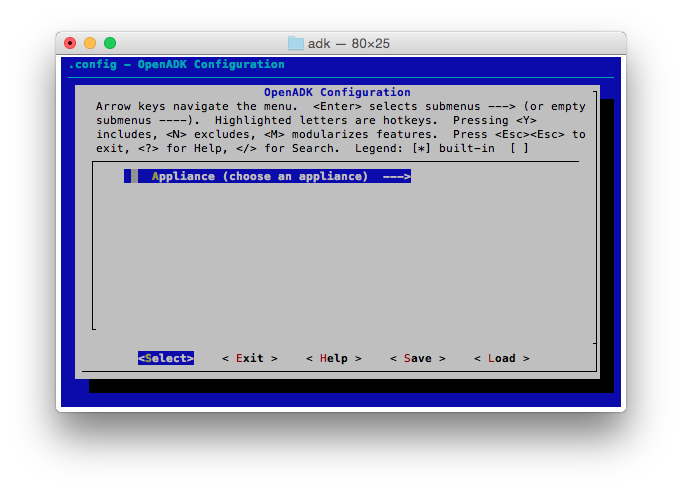 adk — 80×25
.config - OpenADK Configuration
OpenADK Configuration
Arrow keys navigate the menu. <Enter> selects submenus ---> (or empty
submenus ----). Highlighted letters are hotkeys. Pressing <Y>
includes, <N> excludes, <M> modularizes features. Press <Esc><Esc> to
exit, <?> for Help, </> for Search. Legend: [*] built-in [ ]
Appliance (choose an appliance) --->
<Select> < Exit > < Help > < Save > < Load >